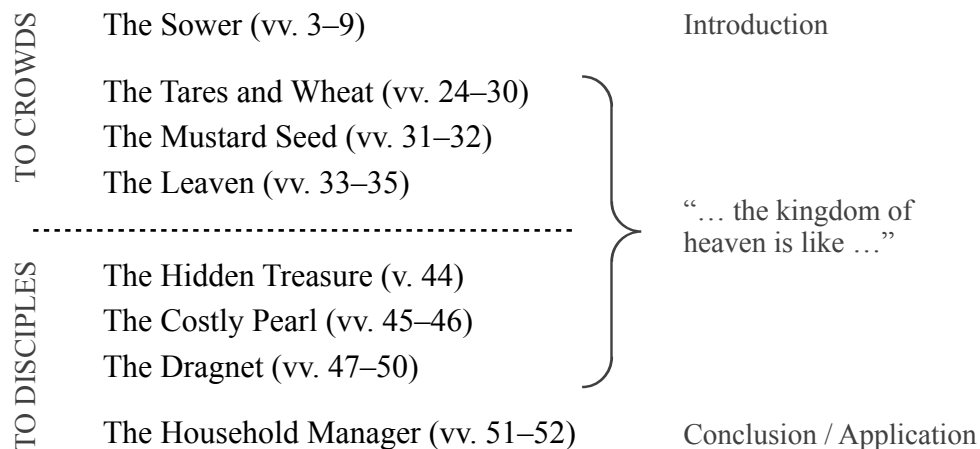 TO CROWDS
The Sower (vv. 3–9)
Introduction
The Tares and Wheat (vv. 24–30)
The Mustard Seed (vv. 31–32)
The Leaven (vv. 33–35)
“… the kingdom of
heaven is like …”
TO DISCIPLES
The Hidden Treasure (v. 44)
The Costly Pearl (vv. 45–46)
The Dragnet (vv. 47–50)
The Household Manager (vv. 51–52)
Conclusion / Application